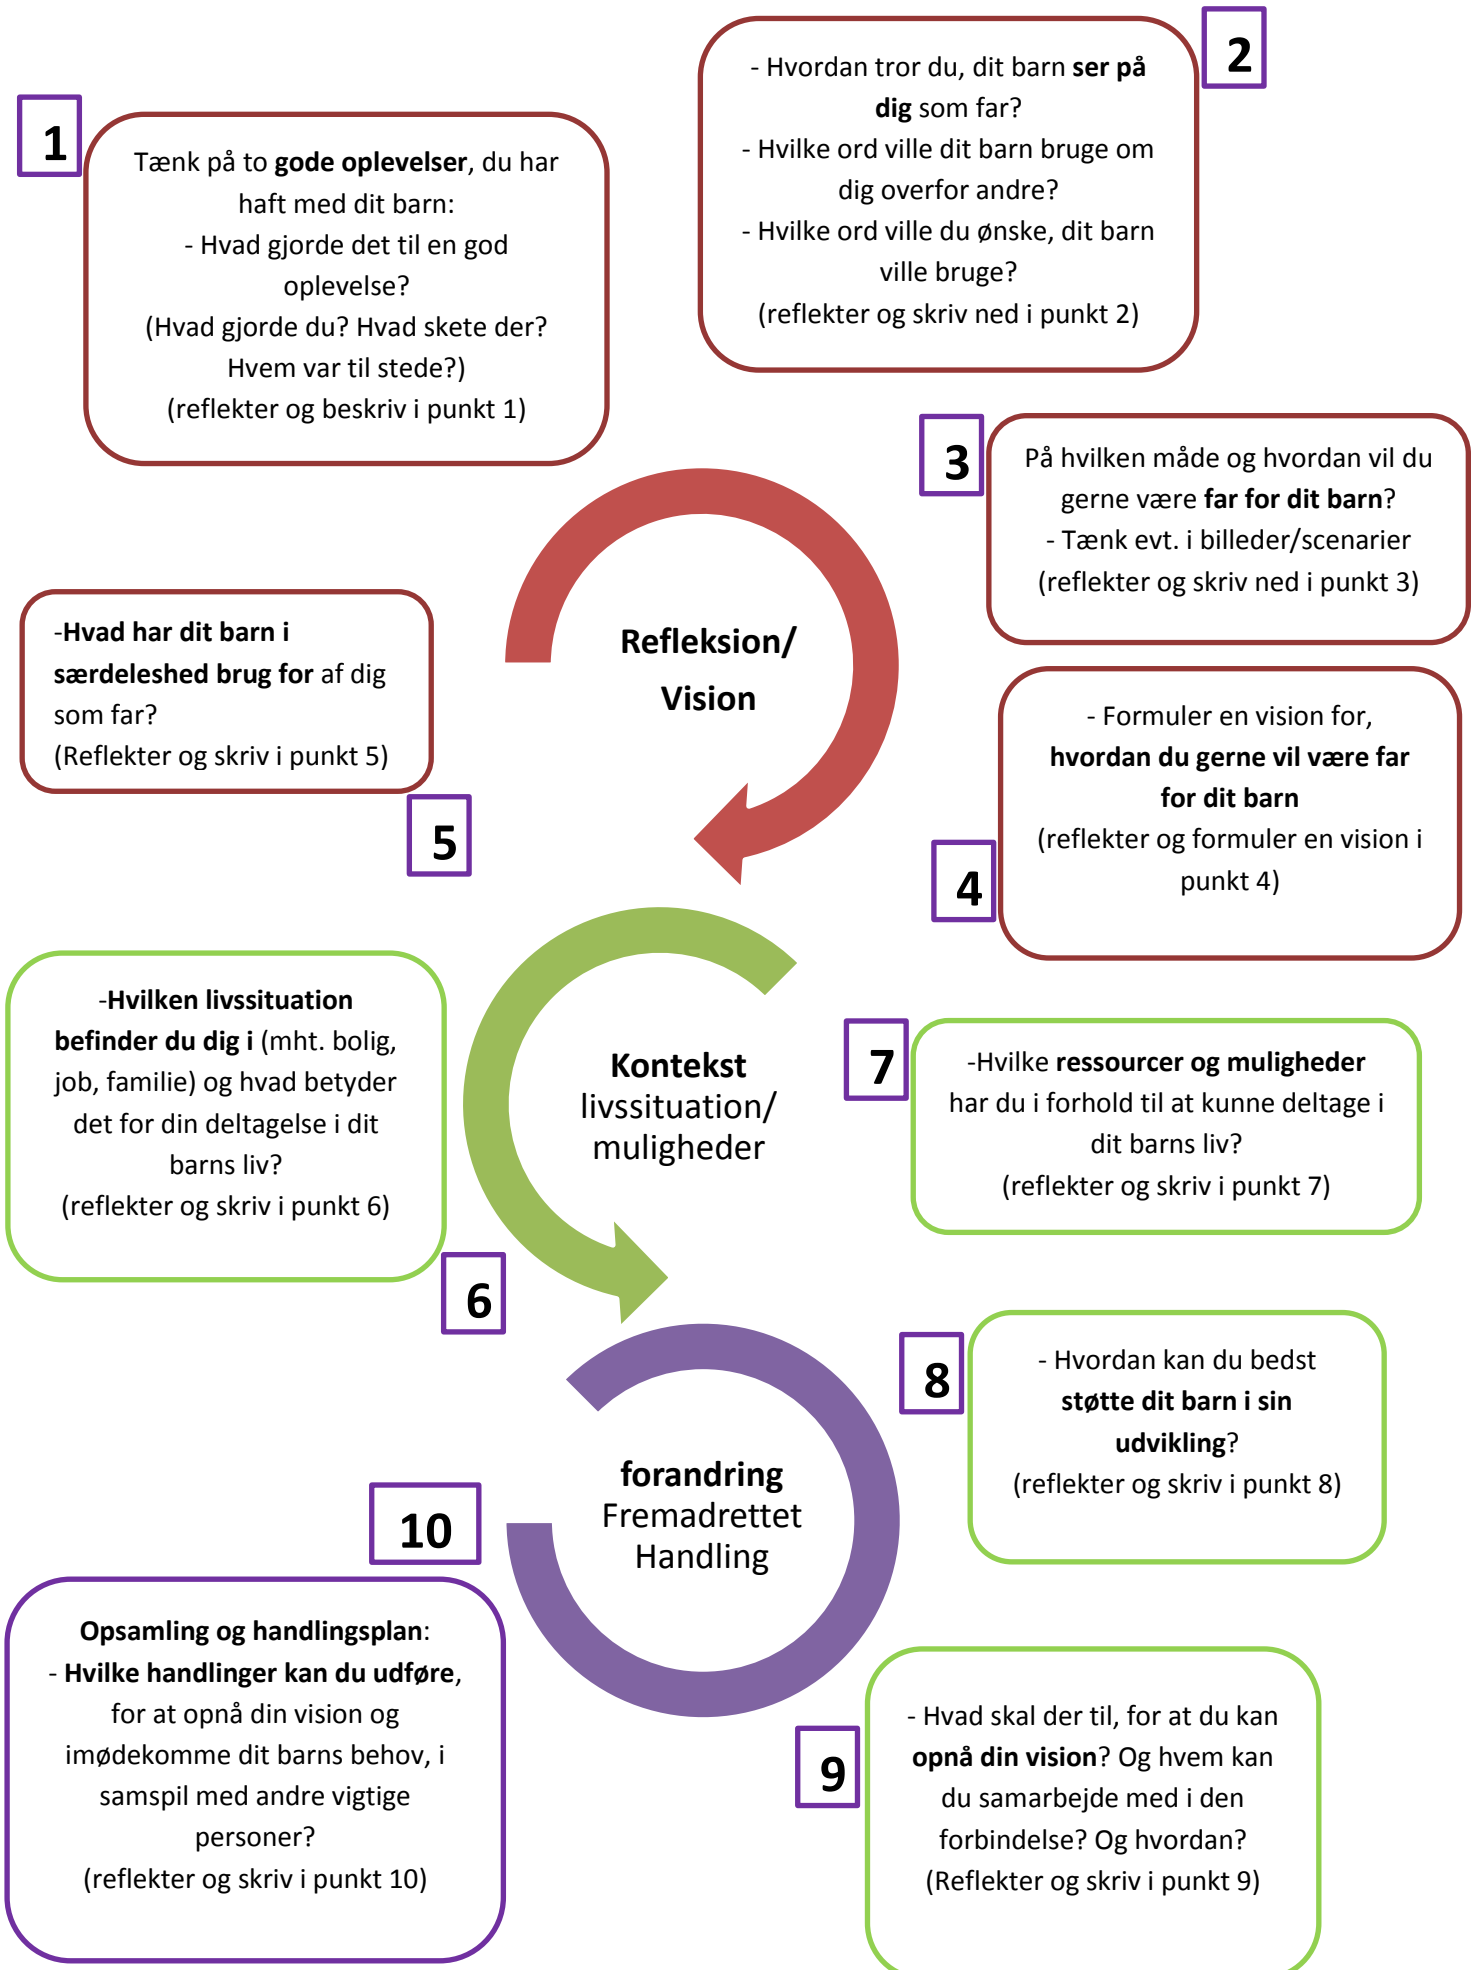 1
Tænk på to gode oplevelser, du har
haft med dit barn:
- Hvad gjorde det til en god
oplevelse?
(Hvad gjorde du? Hvad skete der?
Hvem var til stede?)
(reflekter og beskriv i punkt 1)
2
- Hvordan tror du, dit barn ser på
dig som far?
- Hvilke ord ville dit barn bruge om
dig overfor andre?
- Hvilke ord ville du ønske, dit barn
ville bruge?
(reflekter og skriv ned i punkt 2)
3
På hvilken måde og hvordan vil du
gerne være far for dit barn?
- Tænk evt. i billeder/scenarier
(reflekter og skriv ned i punkt 3)
Refleksion/
Vision
4
- Formuler en vision for,
hvordan du gerne vil være far
for dit barn
(reflekter og formuler en vision i
punkt 4)
5
-Hvad har dit barn i
særdeleshed brug for af dig
som far?
(Reflekter og skriv i punkt 5)
6
-Hvilken livssituation
befinder du dig i (mht. bolig,
job, familie) og hvad betyder
det for din deltagelse i dit
barns liv?
(reflekter og skriv i punkt 6)
Kontekst
livssituation/
muligheder
7
-Hvilke ressourcer og muligheder
har du i forhold til at kunne deltage i
dit barns liv?
(reflekter og skriv i punkt 7)
8
- Hvordan kan du bedst
støtte dit barn i sin
udvikling?
(reflekter og skriv i punkt 8)
forandring
Fremadrettet
Handling
9
- Hvad skal der til, for at du kan
opnå din vision? Og hvem kan
du samarbejde med i den
forbindelse? Og hvordan?
(Reflekter og skriv i punkt 9)
10
Opsamling og handlingsplan:
- Hvilke handlinger kan du udføre,
for at opnå din vision og
imødekomme dit barns behov, i
samspil med andre vigtige
personer?
(reflekter og skriv i punkt 10)